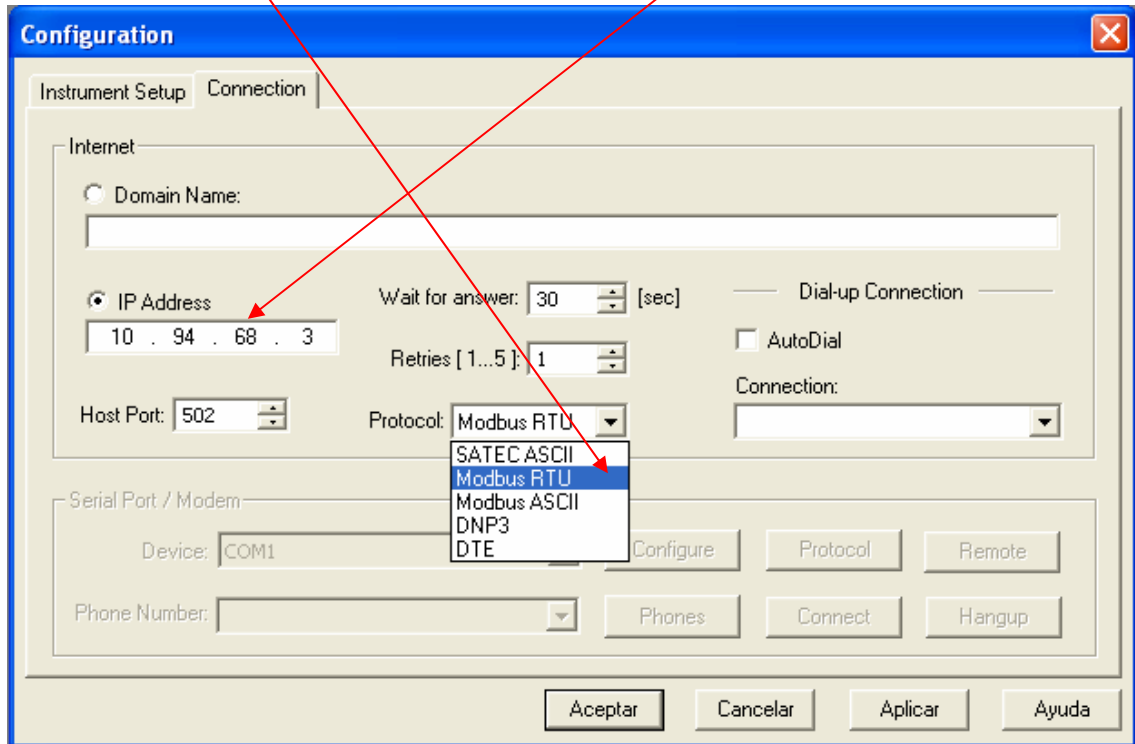 Configuration
Instrument Setup Connection
Internet
Domain Name:
IP Address Wait for answer: 30 [sec] Dial-up Connection
10 . 94 . 68 . 3
Retries [ 1...5 ]: 1 AutoDial
Connection:
Host Port: 502 Protocol: Modbus RTU
SATEC ASCII
Modbus RTU
Modbus ASCII
DNP3
DTE
Serial Port / Modem
Device: COM1 Configure Protocol Remote
Phone Number: Phones Connect Hangup
Aceptar Cancelar Aplicar Ayuda